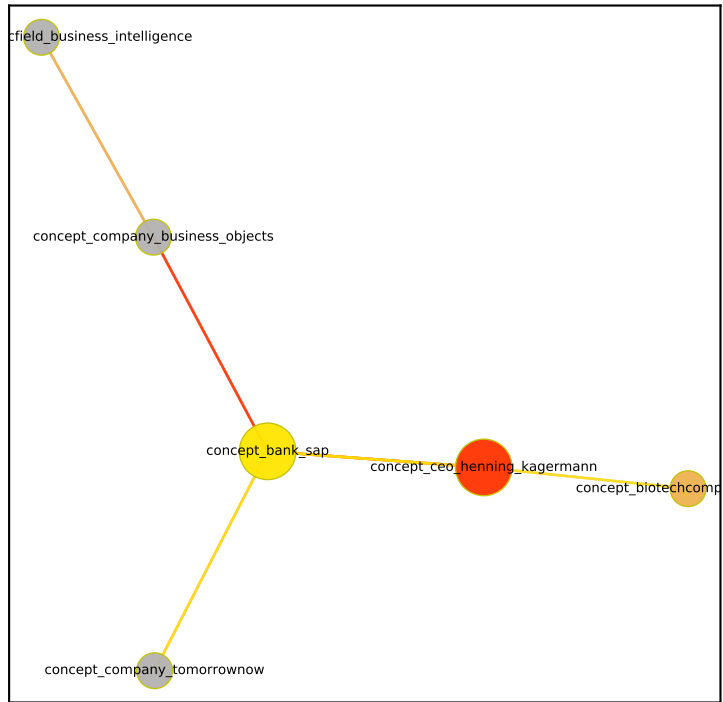 cfield_business_intelligence
concept_company_business_objects
concept_bank_sap
concept_ceo_henning_kagermann
concept_biotechcomp
concept_company_tomorrownow